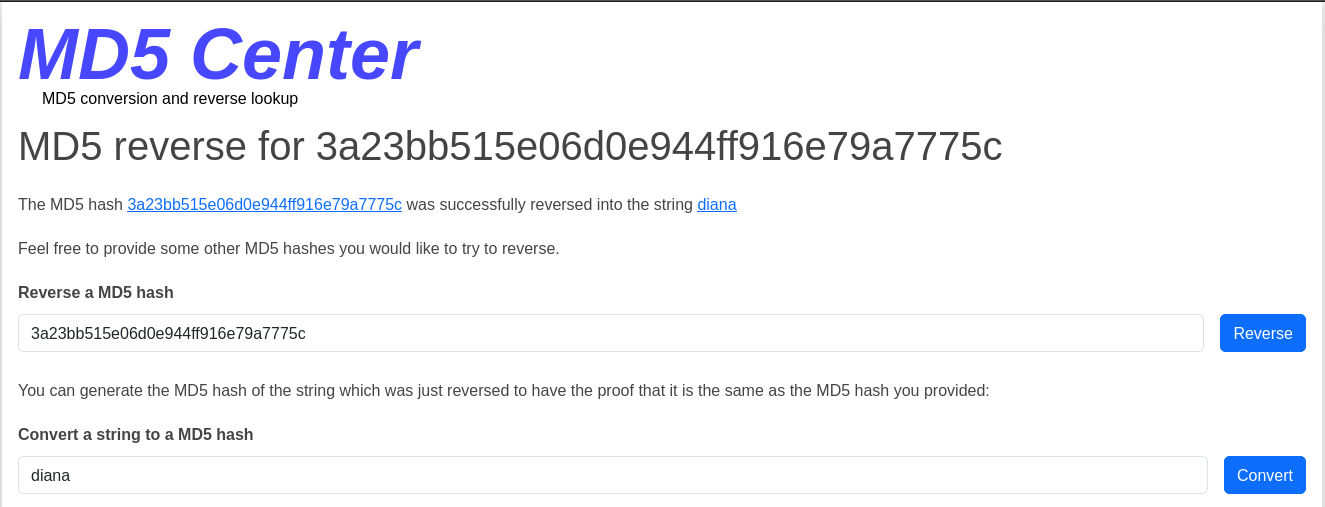 MD5 Center
MD5 conversion and reverse lookup
MD5 reverse for 3a23bb515e06d0e944ff916e79a7775c
The MD5 hash 3a23bb515e06d0e944ff916e79a7775c was successfully reversed into the string diana
Feel free to provide some other MD5 hashes you would like to try to reverse.
Reverse a MD5 hash
3a23bb515e06d0e944ff916e79a7775c Reverse
You can generate the MD5 hash of the string which was just reversed to have the proof that it is the same as the MD5 hash you provided:
Convert a string to a MD5 hash
diana Convert